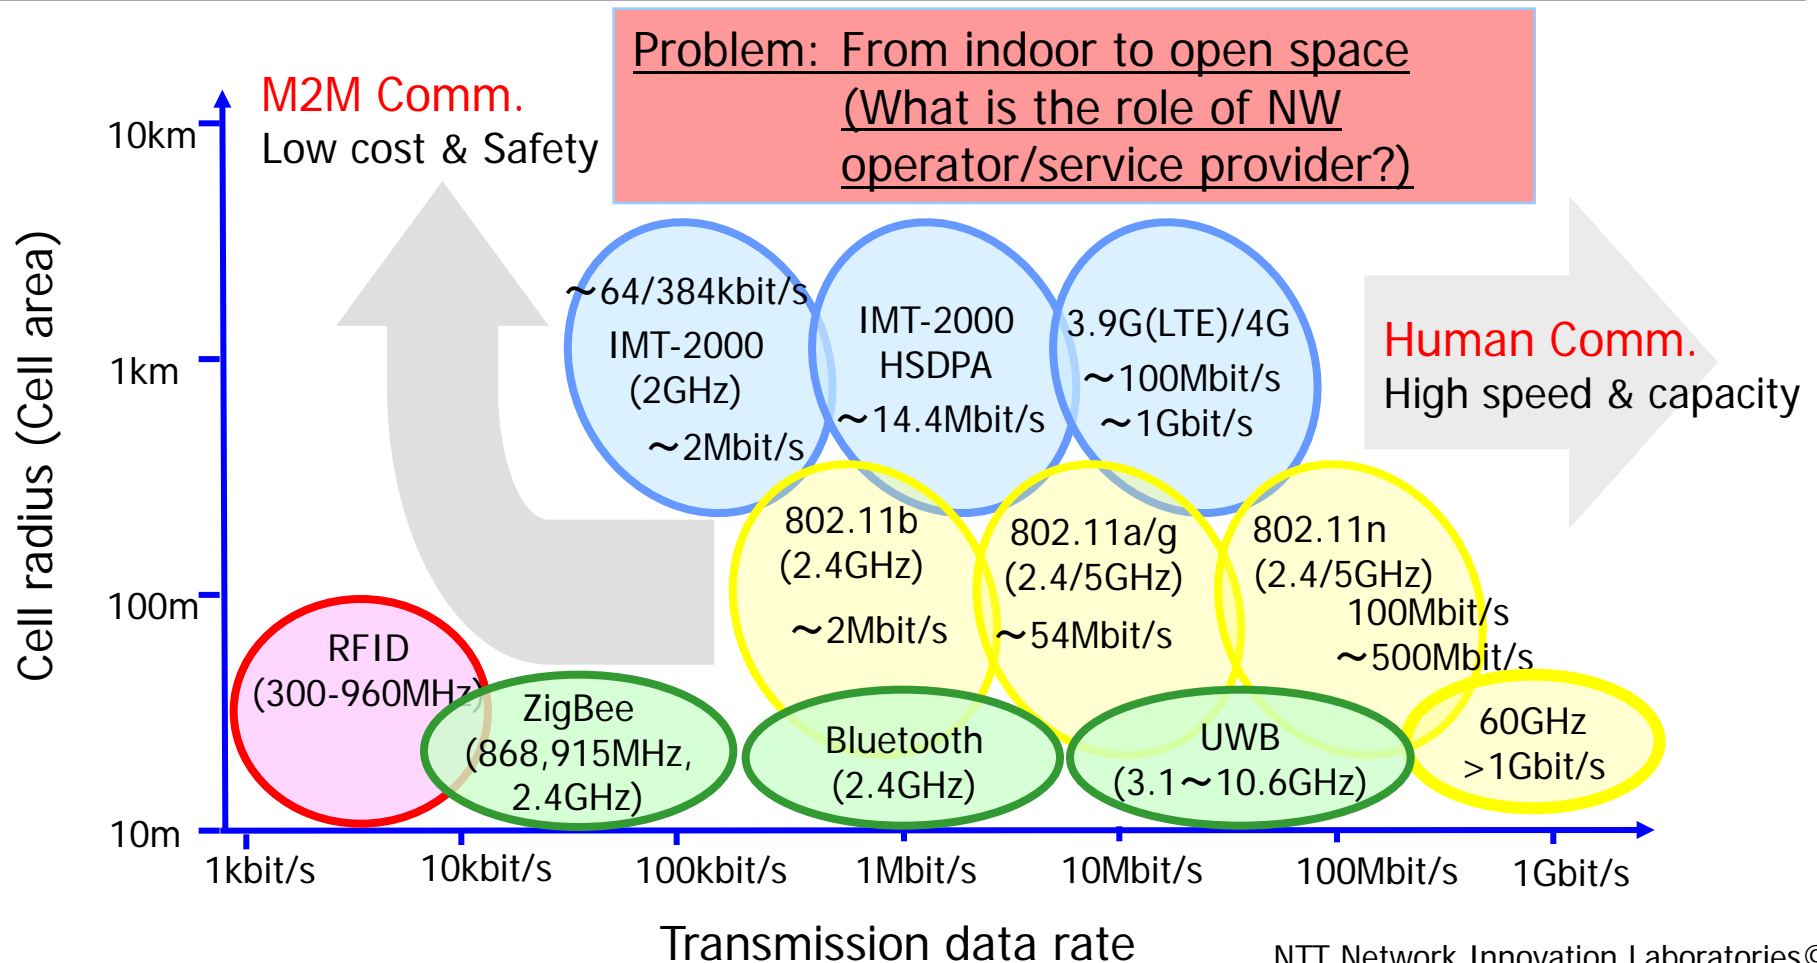 Problem: From indoor to open space
(What is the role of NW
operator/service provider?)
M2M Comm.
Low cost & Safety
Human Comm.
High speed & capacity
Cell radius (Cell area)
10km
1km
100m
10m
~64/384kbit/s
IMT-2000
(2GHz)
~2Mbit/s
IMT-2000
HSDPA
~14.4Mbit/s
3.9G(LTE)/4G
~100Mbit/s
~1Gbit/s
802.11b
(2.4GHz)
~2Mbit/s
802.11a/g
(2.4/5GHz)
~54Mbit/s
802.11n
(2.4/5GHz)
100Mbit/s
~500Mbit/s
RFID
(300-960MHz)
ZigBee
(868,915MHz,
2.4GHz)
Bluetooth
(2.4GHz)
UWB
(3.1~10.6GHz)
60GHz
>1Gbit/s
1kbit/s
10kbit/s
100kbit/s
1Mbit/s
10Mbit/s
100Mbit/s
1Gbit/s
Transmission data rate
NTT Network Innovation Laboratories©